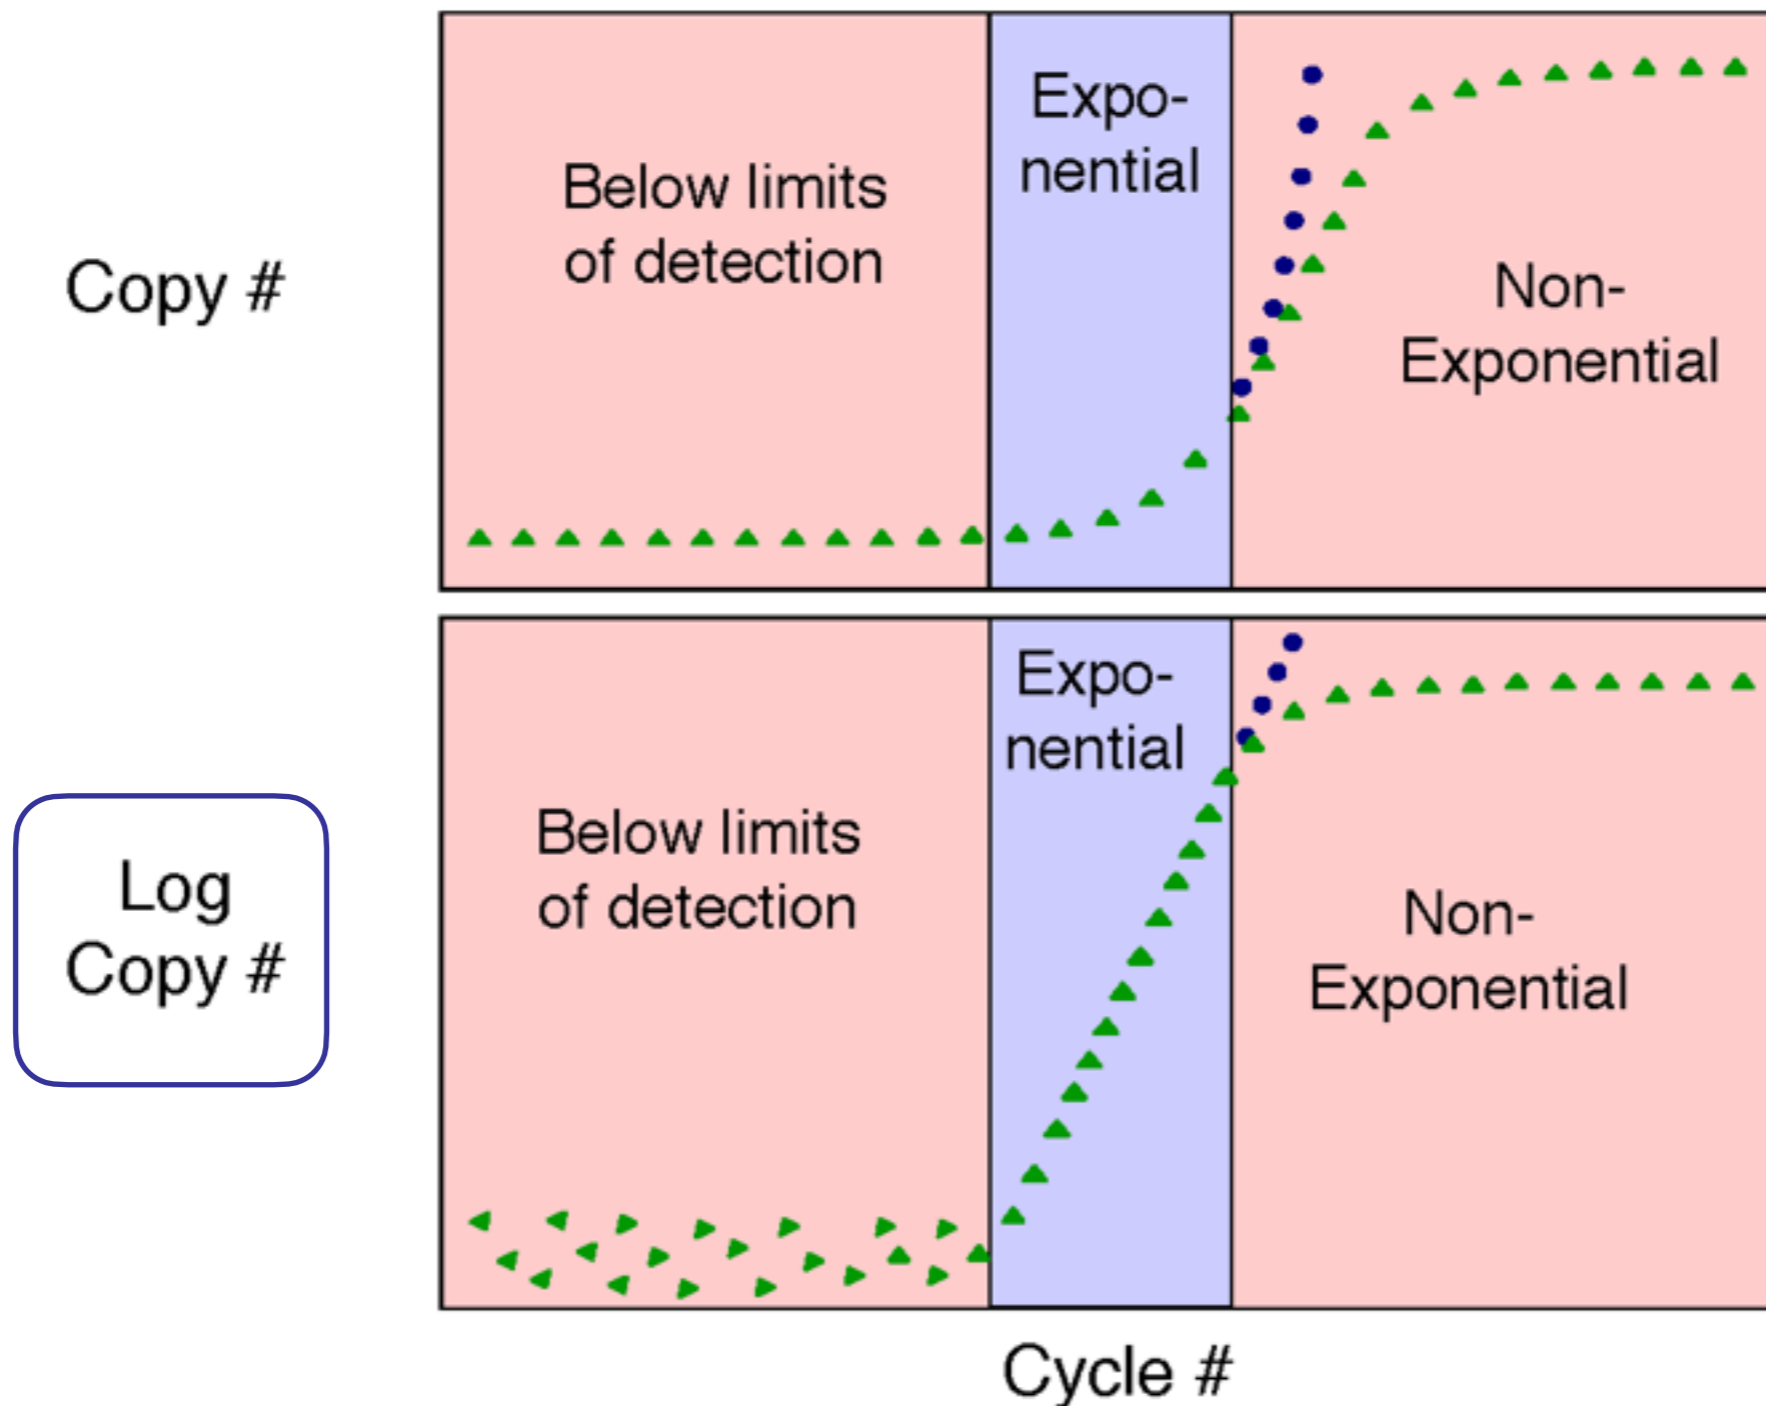 Copy #
Below limits
of detection
Expo-
nential
Non-
Exponential
Log
Copy #
Below limits
of detection
Expo-
nential
Non-
Exponential
Cycle #